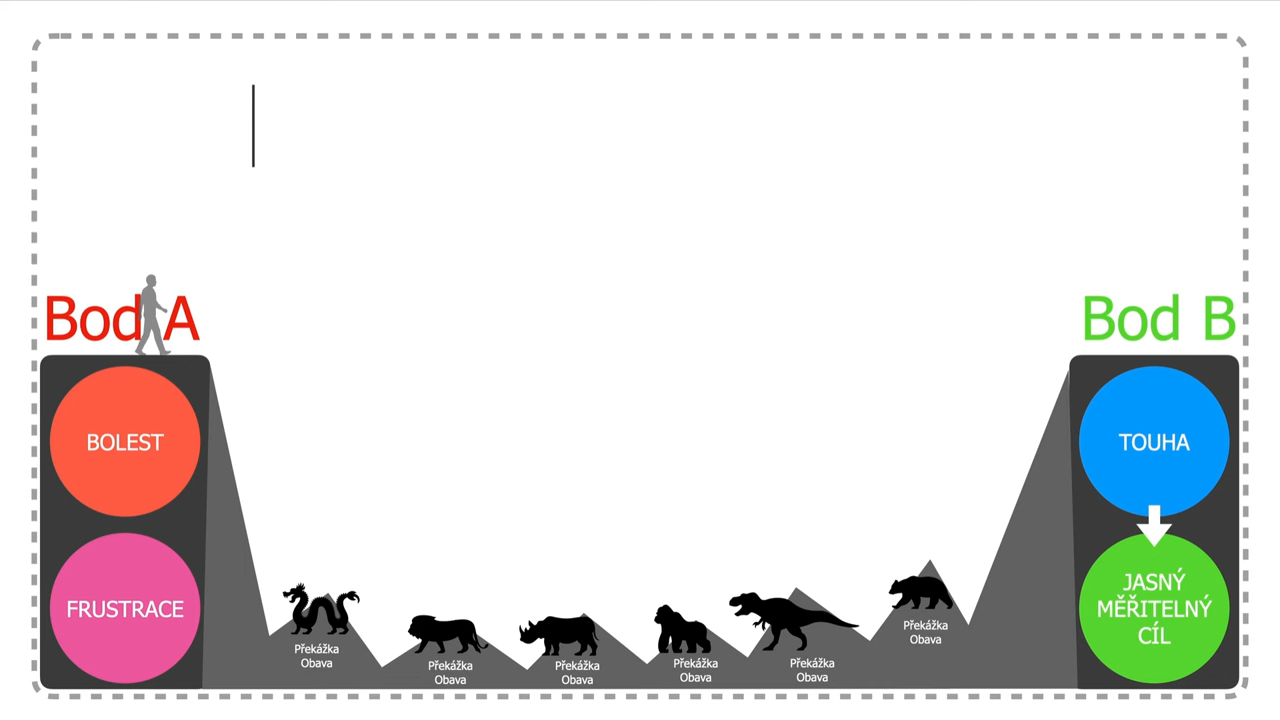 Bod A
Bod B
BOLEST
TOUHA
FRUSTRACE
JASNÝ
MĚŘITELNÝ
CÍL
Překážka
Obava
Překážka
Obava
Překážka
Obava
Překážka
Obava
Překážka
Obava
Překážka
Obava